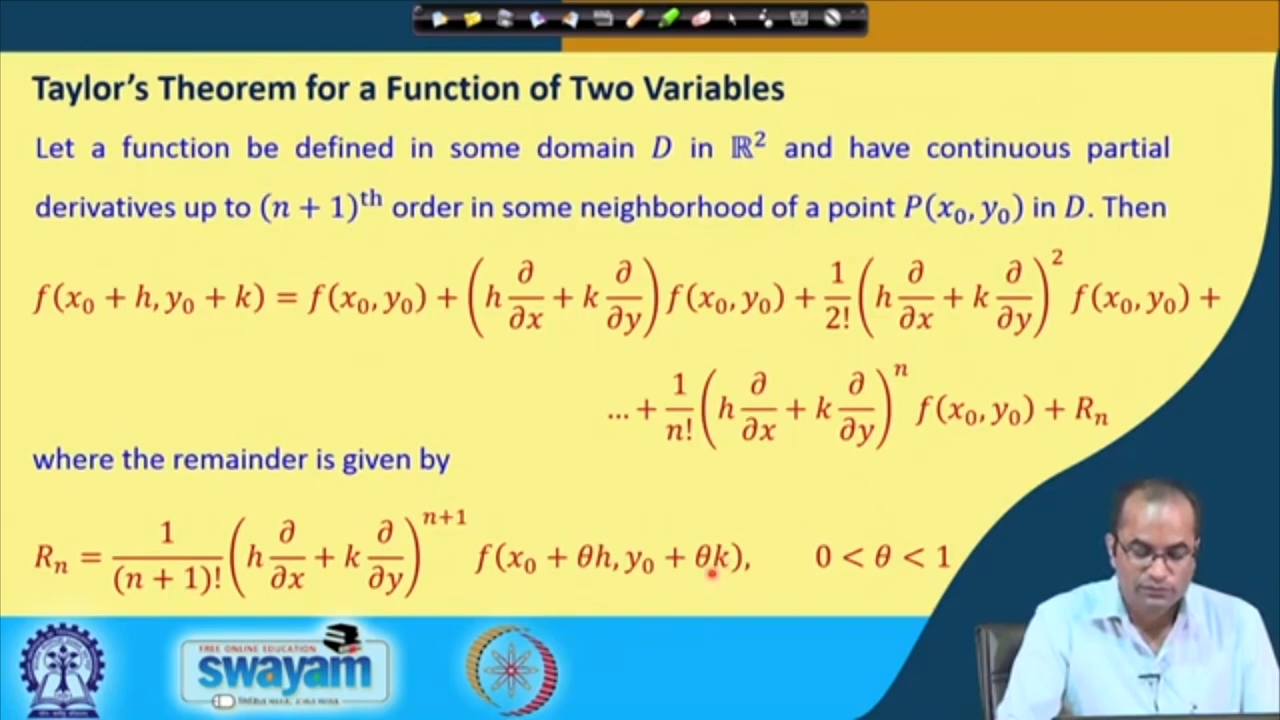 Taylor's Theorem for a Function of Two Variables
Let a function be defined in some domain D in ℝ² and have continuous partial
derivatives up to (n + 1)ᵗʰ order in some neighborhood of a point P(x₀, y₀) in D. Then
f(x₀ + h, y₀ + k) = f(x₀, y₀) + (h ∂/∂x + k ∂/∂y) f(x₀, y₀) + 1/2! (h ∂/∂x + k ∂/∂y)² f(x₀, y₀) +
... + 1/n! (h ∂/∂x + k ∂/∂y)ⁿ f(x₀, y₀) + Rₙ
where the remainder is given by
Rₙ = 1/(n + 1)! (h ∂/∂x + k ∂/∂y)ⁿ⁺¹ f(x₀ + θh, y₀ + θk), 0 < θ < 1
FREE ONLINE EDUCATION
swayam